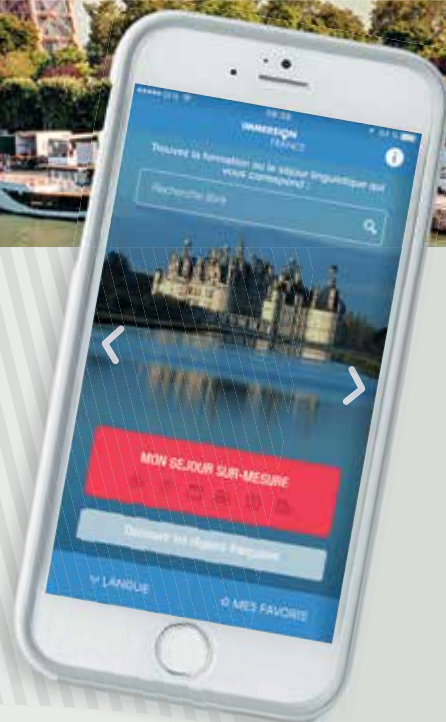 IMMERSION
FRANCE
Trouvez la formation ou le séjour linguistique qui
vous correspond :
Recherche libre
MON SÉJOUR SUR-MESURE
Découvrir les régions françaises
LANGUE
MES FAVORIS